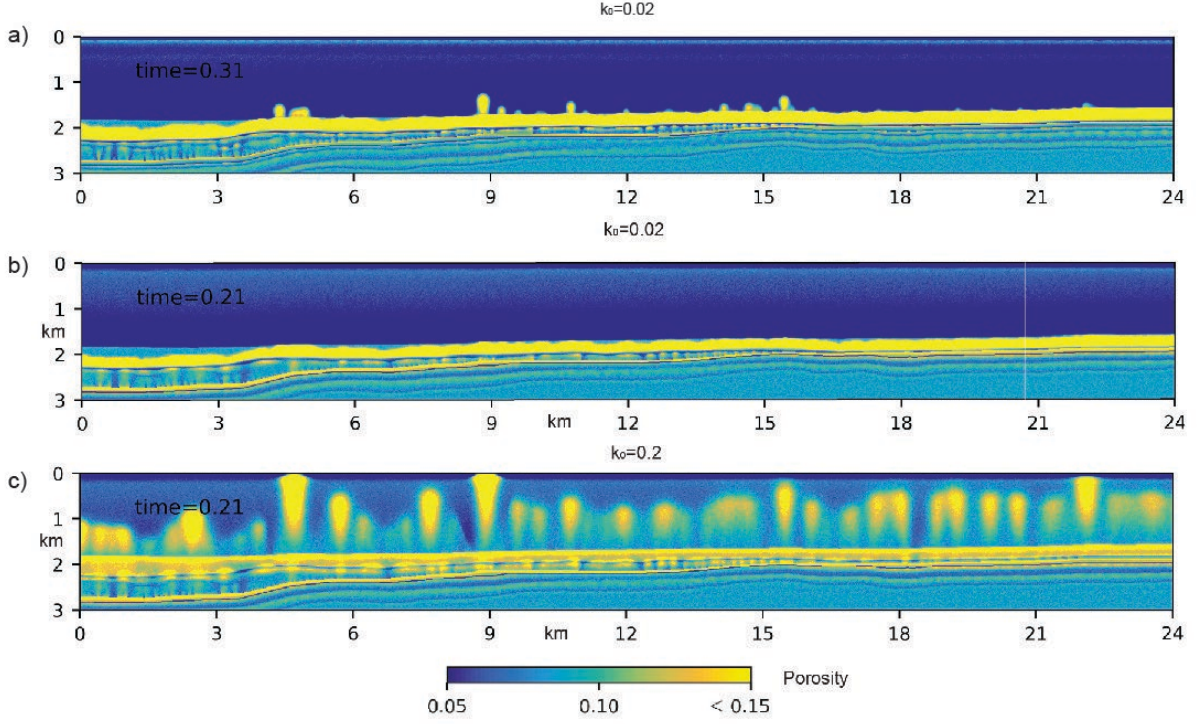 k₀=0.02
a)
0
time=0.31
1
2
3
0 3 6 9 12 15 18 21 24
k₀=0.02
b)
0
time=0.21
1
km
2
3
0 3 6 9 km 12 15 18 21 24
k₀=0.2
c)
0
time=0.21
1
km
2
3
0 3 6 9 km 12 15 18 21 24
Porosity
0.05 0.10 < 0.15